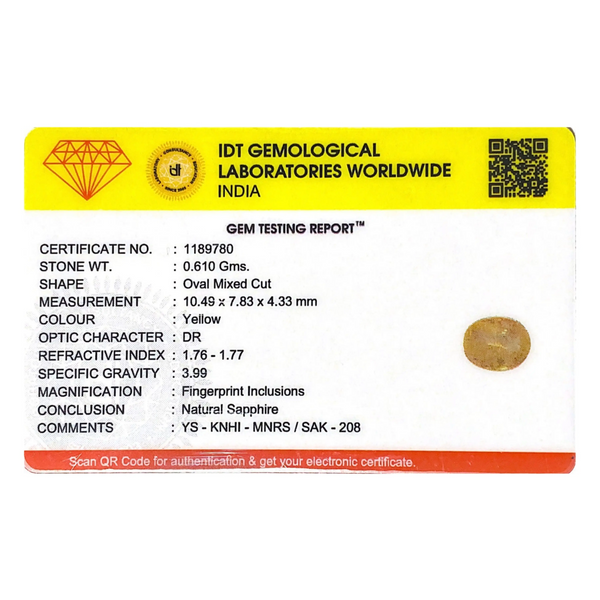 IDT GEMOLOGICAL
LABORATORIES WORLDWIDE
INDIA
idt
GEM TESTING REPORT™
CERTIFICATE NO. : 1189780
STONE WT. : 0.610 Gms.
SHAPE : Oval Mixed Cut
MEASUREMENT : 10.49 x 7.83 x 4.33 mm
COLOUR : Yellow
OPTIC CHARACTER : DR
REFRACTIVE INDEX : 1.76 - 1.77
SPECIFIC GRAVITY : 3.99
MAGNIFICATION : Fingerprint Inclusions
CONCLUSION : Natural Sapphire
COMMENTS : YS - KNHI - MNRS / SAK - 208
Scan QR Code for authentication & get your electronic certificate.